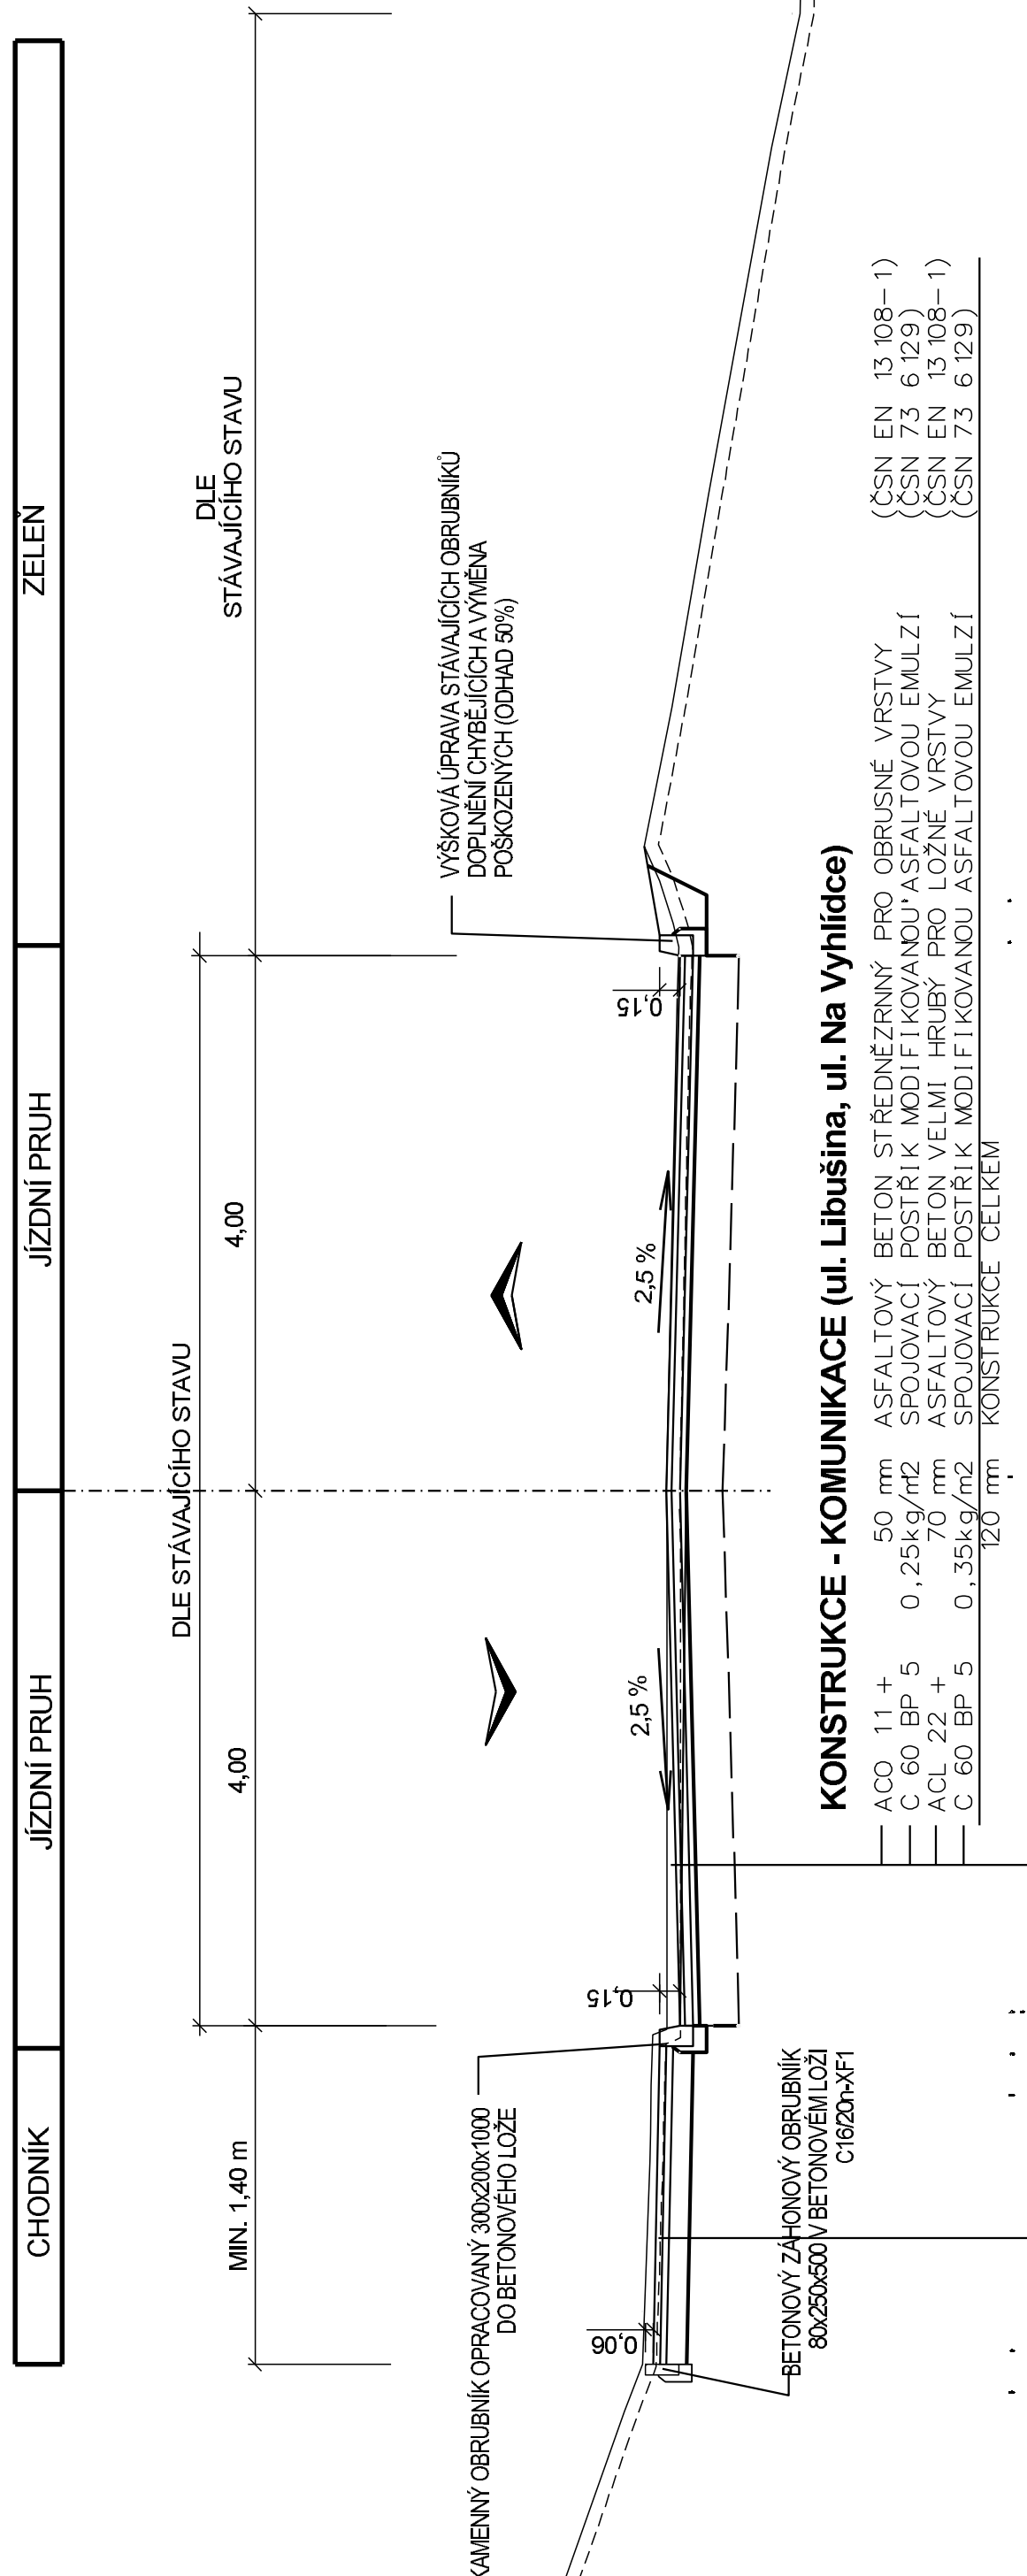 CHODNÍK
JÍZDNÍ PRUH
JÍZDNÍ PRUH
ZELEŇ
DLE STÁVAJÍCÍHO STAVU
DLE
STÁVAJÍCÍHO STAVU
MIN. 1,40 m
4,00
4,00
KAMENNÝ OBRUBNÍK OPRACOVANÝ 300x200x1000
DO BETONOVÉHO LOŽE
VÝŠKOVÁ ÚPRAVA STÁVAJÍCÍCH OBRUBNÍKŮ
DOPLNĚNÍ CHYBĚJÍCÍCH A VÝMĚNA
POŠKOZENÝCH (ODHAD 50%)
0,06
0,15
2,5 %
2,5 %
0,15
BETONOVÝ ZÁHONOVÝ OBRUBNÍK
80x250x500 V BETONOVÉM LOŽI
C16/20n-XF1
KONSTRUKCE - KOMUNIKACE (ul. Libušina, ul. Na Vyhlídce)
ACO 11 + 50 mm ASFALTOVÝ BETON STŘEDNĚZRNNÝ PRO OBRUSNÉ VRSTVY (ČSN EN 13 108-1)
C 60 BP 5 0,25kg/m2 SPOJOVACÍ POSTŘIK MODIFIKOVANOU ASFALTOVOU EMULZÍ (ČSN 73 6129)
ACL 22 + 70 mm ASFALTOVÝ BETON VELMI HRUBÝ PRO LOŽNÉ VRSTVY (ČSN EN 13 108-1)
C 60 BP 5 0,35kg/m2 SPOJOVACÍ POSTŘIK MODIFIKOVANOU ASFALTOVOU EMULZÍ (ČSN 73 6129)
120 mm KONSTRUKCE CELKEM